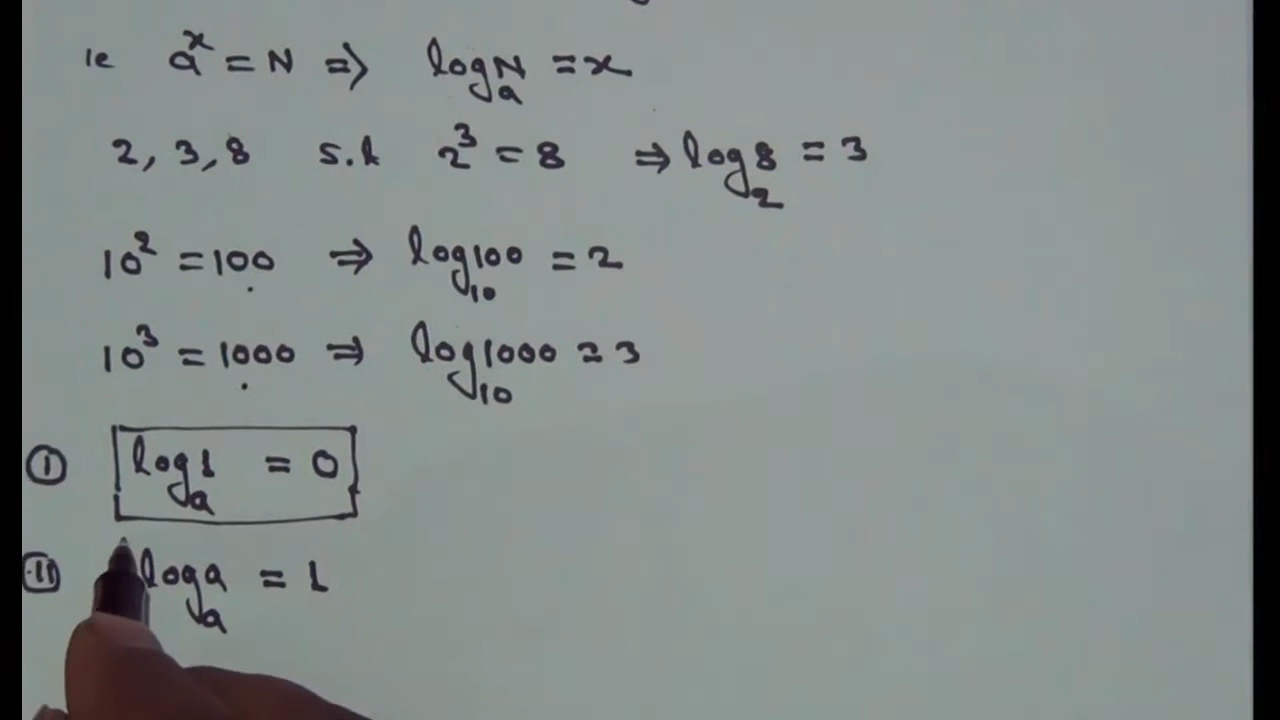 ie a^x = N ⇒ log_a N = x
2, 3, 8 s.t 2^3 = 8 ⇒ log_2 8 = 3
10^2 = 100 ⇒ log_10 100 = 2
10^3 = 1000 ⇒ log_10 1000 = 3
(I) log_a 1 = 0
(II) log_a a = 1